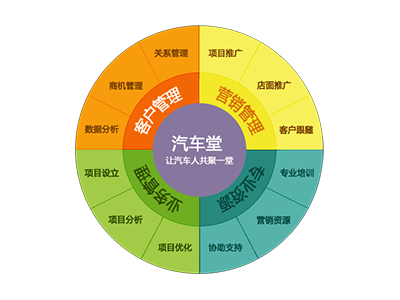 关系管理
项目推广
商机管理
店面推广
客户管理
营销管理
数据分析
客户跟随
汽车堂
让汽车人共聚一堂
项目设立
专业培训
业务管理
专业资源
项目分析
营销资源
项目优化
协助支持